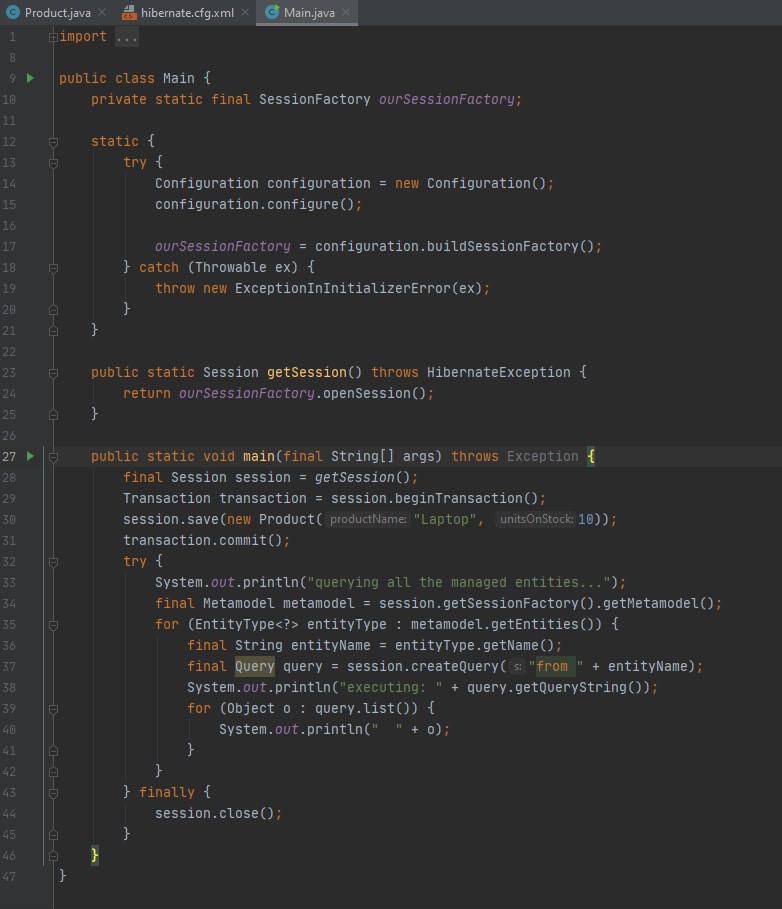 Product.java hibernate.cfg.xml Main.java
1 import ...
8
9 public class Main {
10 private static final SessionFactory ourSessionFactory;
11
12 static {
13 try {
14 Configuration configuration = new Configuration();
15 configuration.configure();
16
17 ourSessionFactory = configuration.buildSessionFactory();
18 } catch (Throwable ex) {
19 throw new ExceptionInInitializerError(ex);
20 }
21 }
22
23 public static Session getSession() throws HibernateException {
24 return ourSessionFactory.openSession();
25 }
26
27 public static void main(final String[] args) throws Exception {
28 final Session session = getSession();
29 Transaction transaction = session.beginTransaction();
30 session.save(new Product( productName: "Laptop", unitsOnStock: 10));
31 transaction.commit();
32 try {
33 System.out.println("querying all the managed entities...");
34 final Metamodel metamodel = session.getSessionFactory().getMetamodel();
35 for (EntityType<?> entityType : metamodel.getEntities()) {
36 final String entityName = entityType.getName();
37 final Query query = session.createQuery( s: "from " + entityName);
38 System.out.println("executing: " + query.getQueryString());
39 for (Object o : query.list()) {
40 System.out.println("  " + o);
41 }
42 }
43 } finally {
44 session.close();
45 }
46 }
47 }